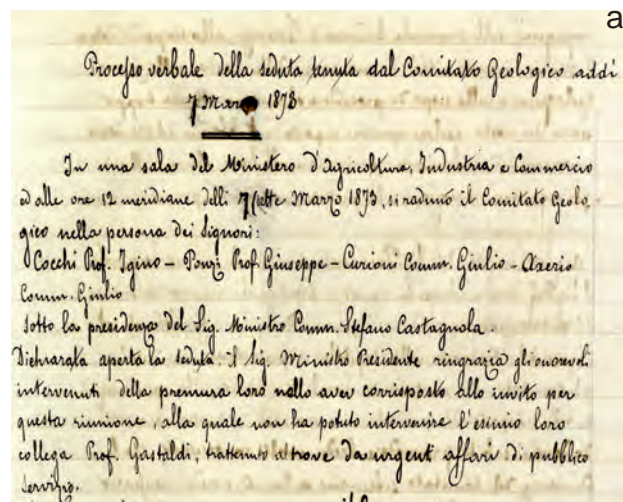 a
Processo verbale della seduta tenuta dal Comitato Geologico addì
7 Marzo 1873
In una sala del Ministero d'Agricoltura, Industria e Commercio
ed alle ore 12 meridiane delli 7 sette Marzo 1873, si radunò il Comitato Geolo,
gico nella persona dei Signori:
Cocchi Prof. Igino - Ponzi Prof. Giuseppe - Curioni Comm. Giulio - Axerio
Comm. Giulio
Sotto la presidenza del Sig. Ministro Comm. Stefano Castagnola.
Dichiarata aperta la seduta il Sig. Ministro Presidente ringrazia gli onorevoli
intervenuti della premura loro nello aver corrisposto allo invito per
questa riunione, alla quale non ha potuto intervenire l'esimio loro
collega Prof. Gastaldi, trattenuto altrove da urgenti affari di pubblico
servizio.